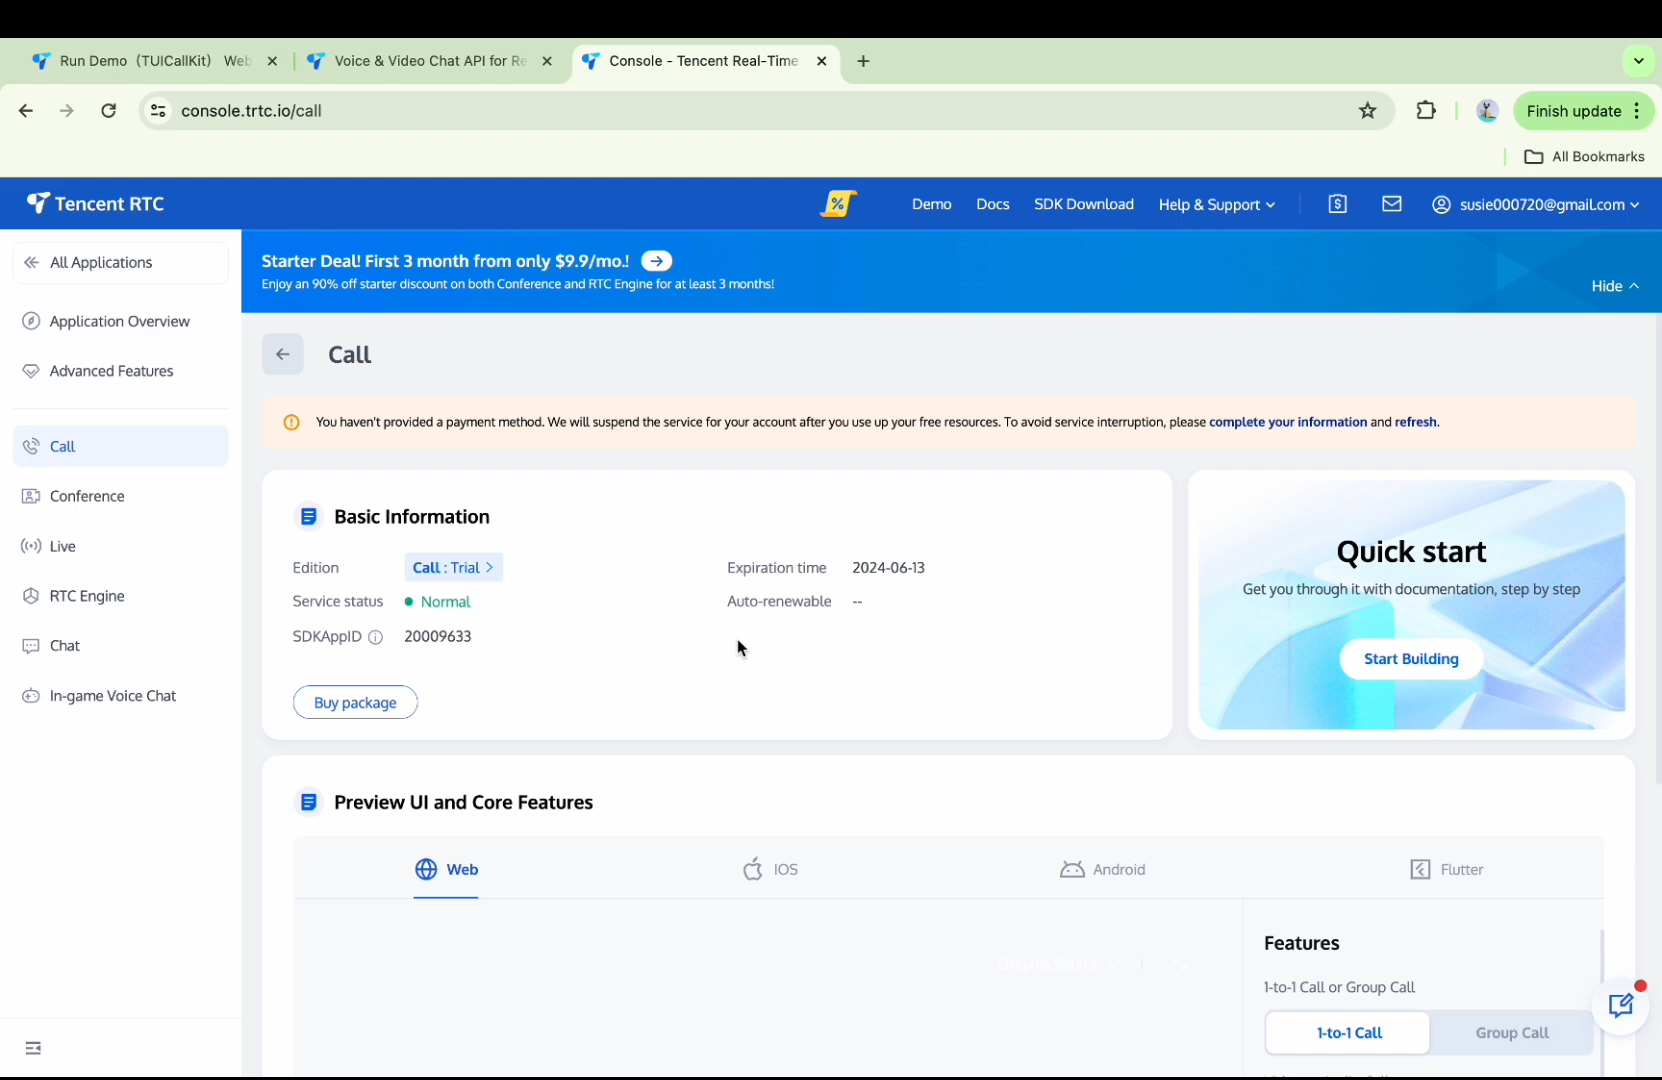 Run Demo (TUICallKit) Web
Voice & Video Chat API for Re
Console - Tencent Real-Time
console.trtc.io/call
Finish update
All Bookmarks
Tencent RTC
%
Demo
Docs
SDK Download
Help & Support
$
susie000720@gmail.com
All Applications
Application Overview
Advanced Features
Call
Conference
Live
RTC Engine
Chat
In-game Voice Chat
Starter Deal! First 3 month from only $9.9/mo.!
Enjoy an 90% off starter discount on both Conference and RTC Engine for at least 3 months!
Hide
Call
You haven't provided a payment method. We will suspend the service for your account after you use up your free resources. To avoid service interruption, please complete your information and refresh.
Basic Information
Edition Call : Trial >
Expiration time 2024-06-13
Service status Normal
Auto-renewable --
SDKAppID 20009633
Buy package
Quick start
Get you through it with documentation, step by step
Start Building
Preview UI and Core Features
Web
IOS
Android
Flutter
Original Sound
Features
1-to-1 Call or Group Call
1-to-1 Call
Group Call